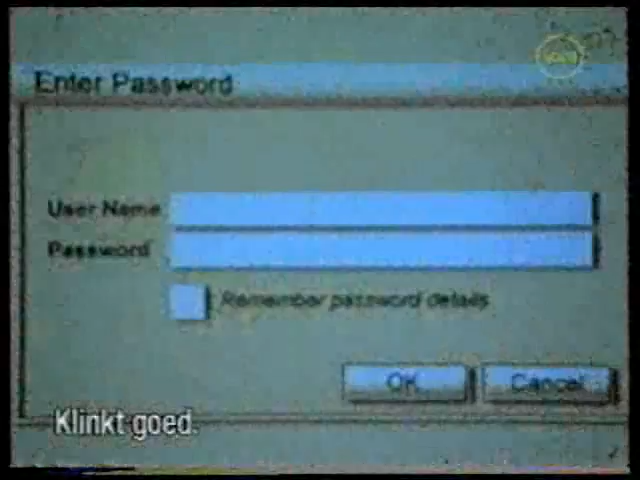 Enter Password
User Name
Password
Remember password details
OK
Cancel
Klinkt goed.